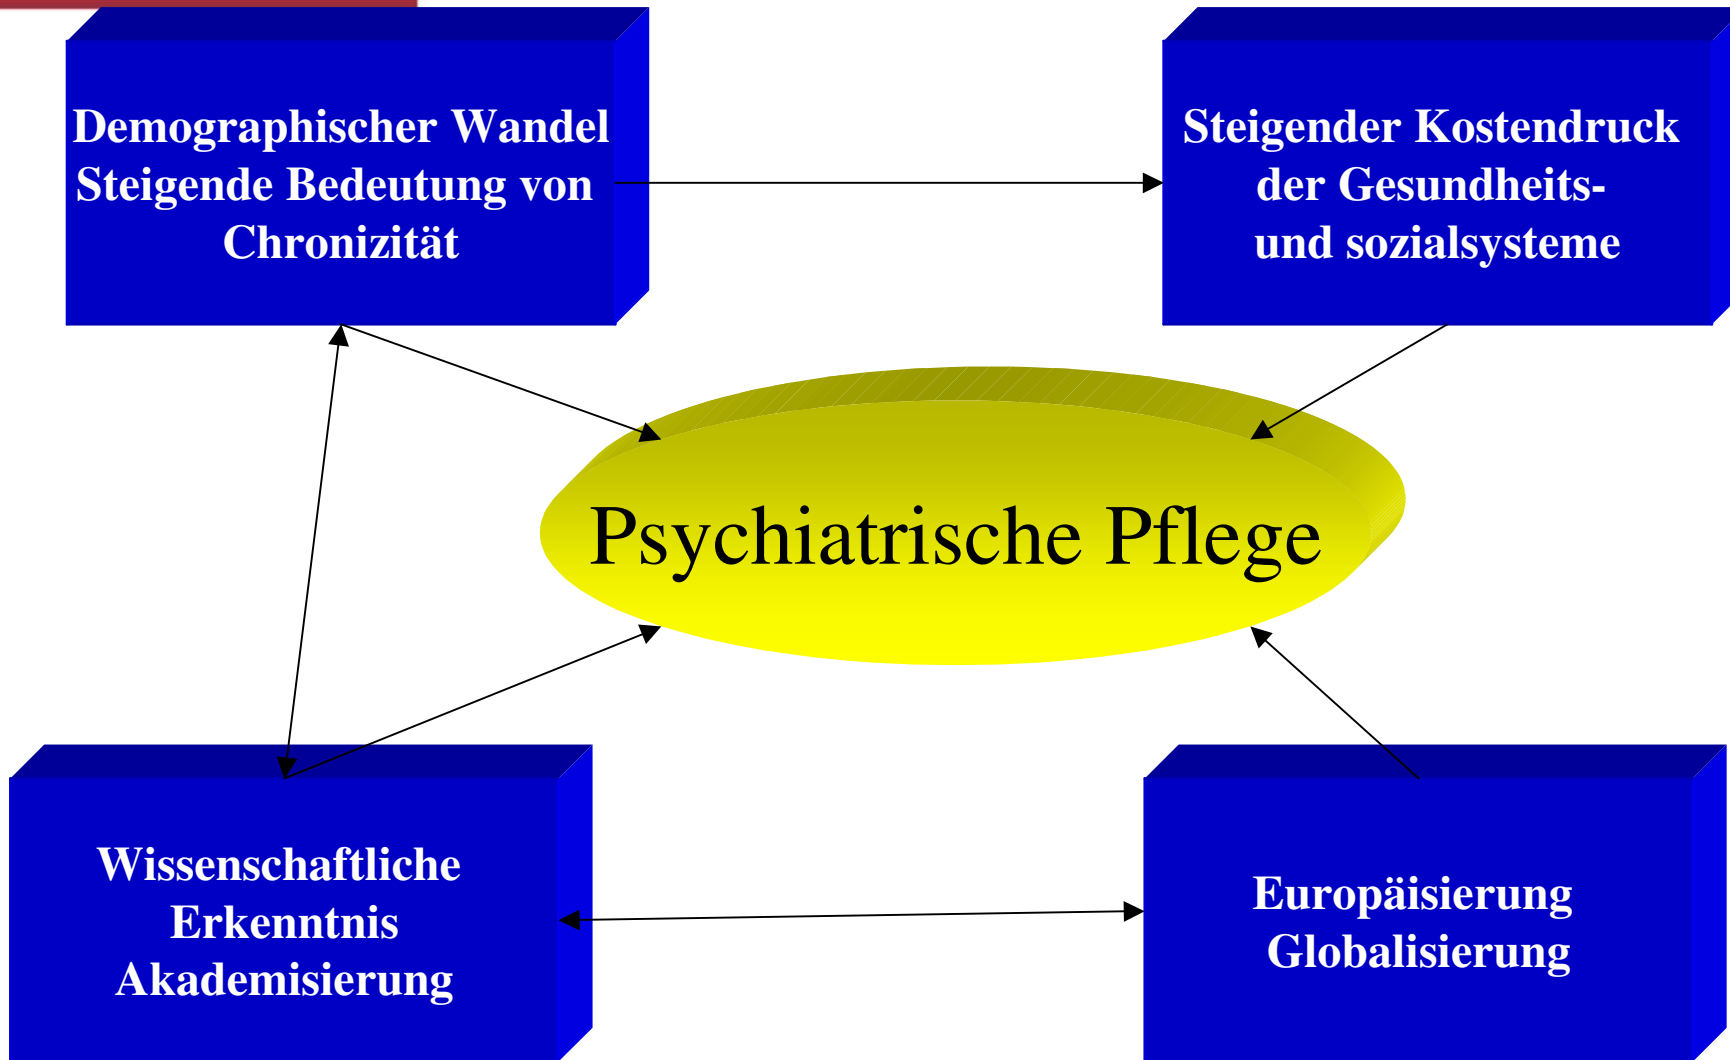 Demographischer Wandel
Steigende Bedeutung von
Chronizität
Steigender Kostendruck
der Gesundheits-
und sozialsysteme
Psychiatrische Pflege
Wissenschaftliche
Erkenntnis
Akademisierung
Europäisierung
Globalisierung